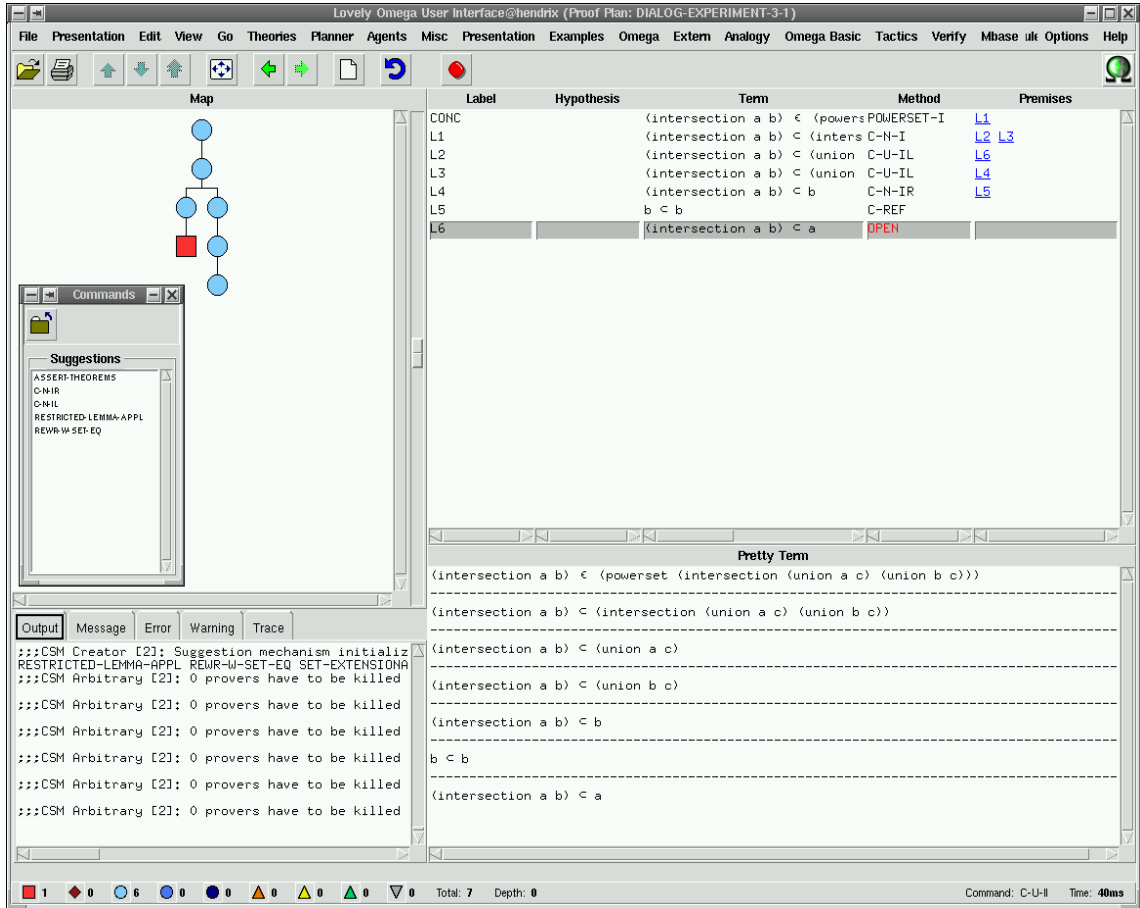 Lovely Omega User Interface@hendrix (Proof Plan: DIALOG-EXPERIMENT-3-1)
File Presentation Edit View Go Theories Planner Agents Misc Presentation Examples Omega Extern Analogy Omega Basic Tactics Verify Mbase ule Options Help
Map
Label Hypothesis Term Method Premises
CONC (intersection a b) ∈ (powers POWERSET-I L1
L1 (intersection a b) ⊂ (inters C-N-I L2 L3
L2 (intersection a b) ⊂ (union C-U-IL L6
L3 (intersection a b) ⊂ (union C-U-IL L4
L4 (intersection a b) ⊂ b C-N-IR L5
L5 b ⊂ b C-REF
L6 (intersection a b) ⊂ a OPEN
Commands
Suggestions
ASSERT-THEOREMS
C-N-IR
C-N-IL
RESTRICTED-LEMMA-APPL
REWR-W-SET-EQ
Pretty Term
(intersection a b) ∈ (powerset (intersection (union a c) (union b c)))
(intersection a b) ⊂ (intersection (union a c) (union b c))
(intersection a b) ⊂ (union a c)
(intersection a b) ⊂ (union b c)
(intersection a b) ⊂ b
b ⊂ b
(intersection a b) ⊂ a
Output Message Error Warning Trace
;;;CSM Creator [2]: Suggestion mechanism initializ
RESTRICTED-LEMMA-APPL REWR-W-SET-EQ SET-EXTENSIONA
;;;CSM Arbitrary [2]: 0 provers have to be killed
;;;CSM Arbitrary [2]: 0 provers have to be killed
;;;CSM Arbitrary [2]: 0 provers have to be killed
;;;CSM Arbitrary [2]: 0 provers have to be killed
;;;CSM Arbitrary [2]: 0 provers have to be killed
;;;CSM Arbitrary [2]: 0 provers have to be killed
1 0 6 0 0 0 0 0 0 Total: 7 Depth: 0 Command: C-U-Il Time: 40ms